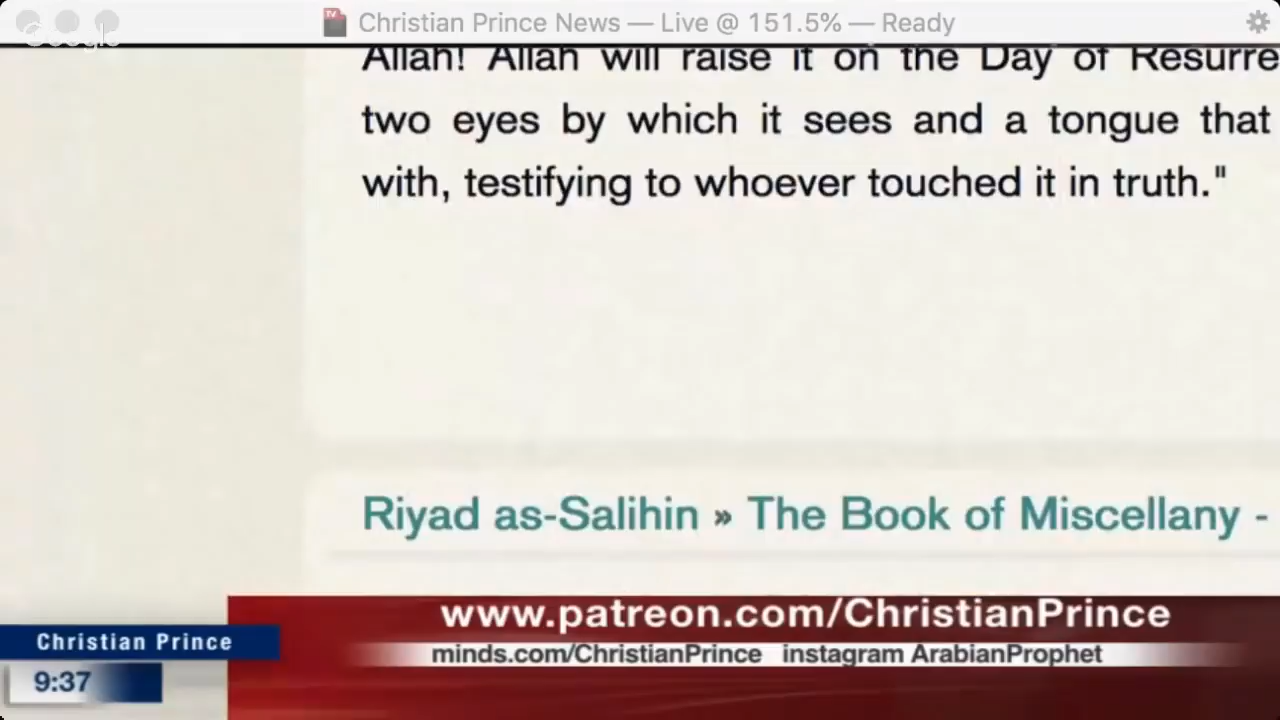 Christian Prince News — Live @ 151.5% — Ready
Google
Allah! Allah will raise it on the Day of Resurre
two eyes by which it sees and a tongue that
with, testifying to whoever touched it in truth."
Riyad as-Salihin » The Book of Miscellany -
www.patreon.com/ChristianPrince
Christian Prince
minds.com/ChristianPrince instagram ArabianProphet
9:37